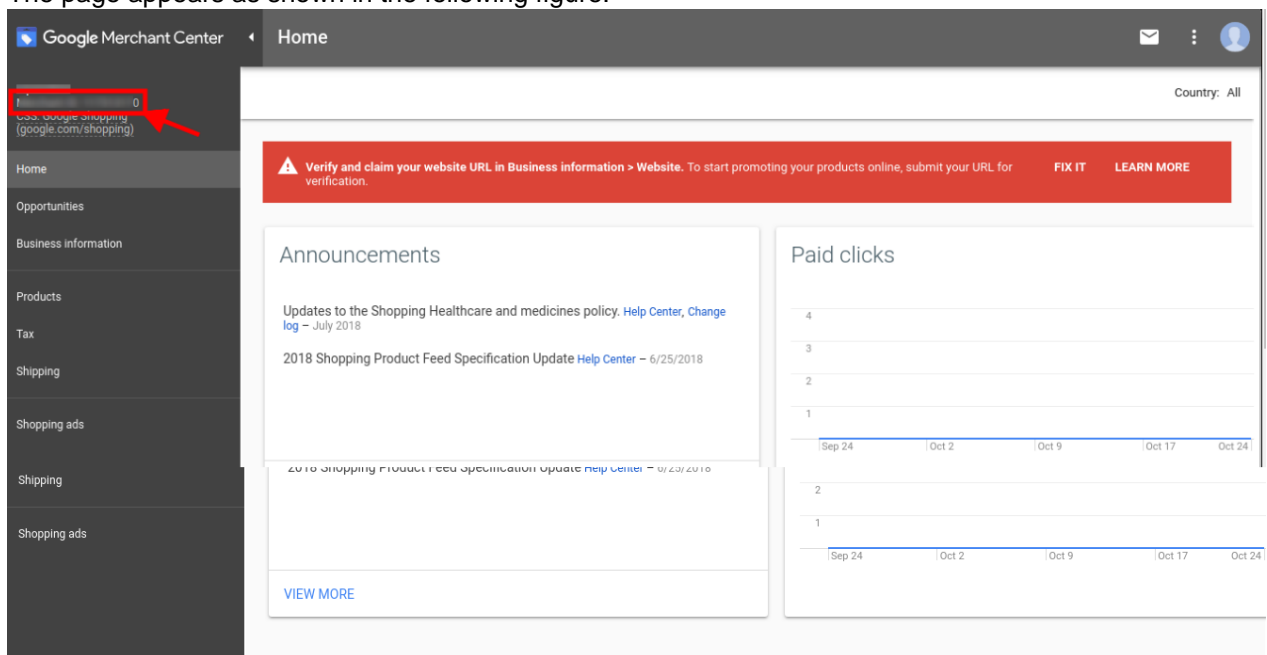 The page appears as shown in the following figure:
Google Merchant Center
Home
0
CSS: Google Shopping
(google.com/shopping)
Country: All
Home
Opportunities
Business information
Products
Tax
Shipping
Shopping ads
Shipping
Shopping ads
Verify and claim your website URL in Business information > Website. To start promoting your products online, submit your URL for
verification.
FIX IT
LEARN MORE
Announcements
Updates to the Shopping Healthcare and medicines policy. Help Center, Change
log – July 2018
2018 Shopping Product Feed Specification Update Help Center – 6/25/2018
2018 Shopping Product Feed Specification Update Help Center – 6/25/2018
VIEW MORE
Paid clicks
4
3
2
1
Sep 24 Oct 2 Oct 9 Oct 17 Oct 24
2
1
Sep 24 Oct 2 Oct 9 Oct 17 Oct 24